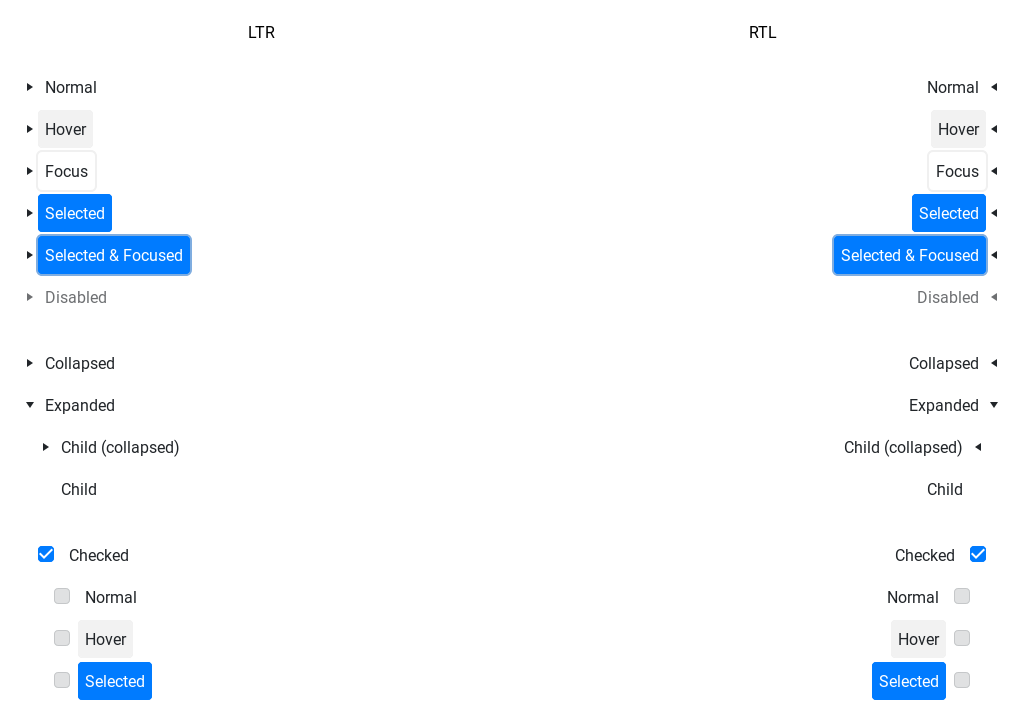 LTR
Normal
Hover
Focus
Selected
Selected & Focused
Disabled
Collapsed
Expanded
Child (collapsed)
Child
Checked
Normal
Hover
Selected
RTL
Normal
Hover
Focus
Selected
Selected & Focused
Disabled
Collapsed
Expanded
Child (collapsed)
Child
Checked
Normal
Hover
Selected